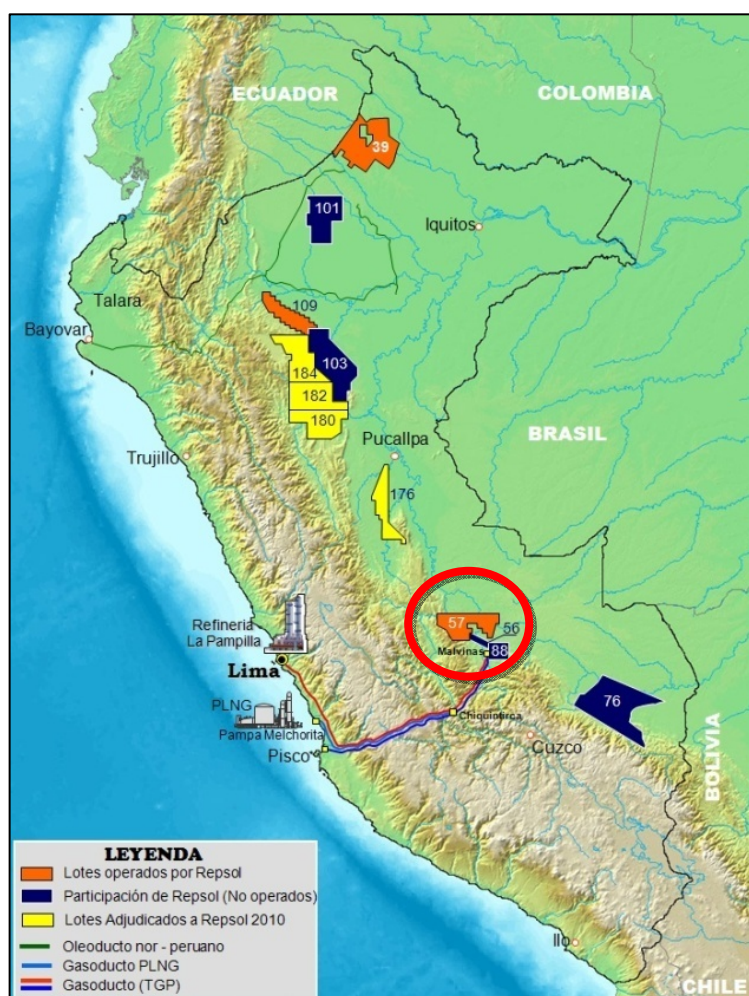 ECUADOR
COLOMBIA
39
101
Iquitos
Talara
109
Bayovar
103
184
182
180
BRASIL
Pucallpa
Trujillo
176
Refinería
La Pampilla
57
56
Malvinas
88
Lima
76
PLNG
Chiquintirca
Pampa Melchorita
Cuzco
Pisco
BOLIVIA
LEYENDA
Lotes operados por Repsol
Participación de Repsol (No operados)
Lotes Adjudicados a Repsol 2010
Oleoducto nor - peruano
Gasoducto PLNG
Gasoducto (TGP)
Ilo
CHILE